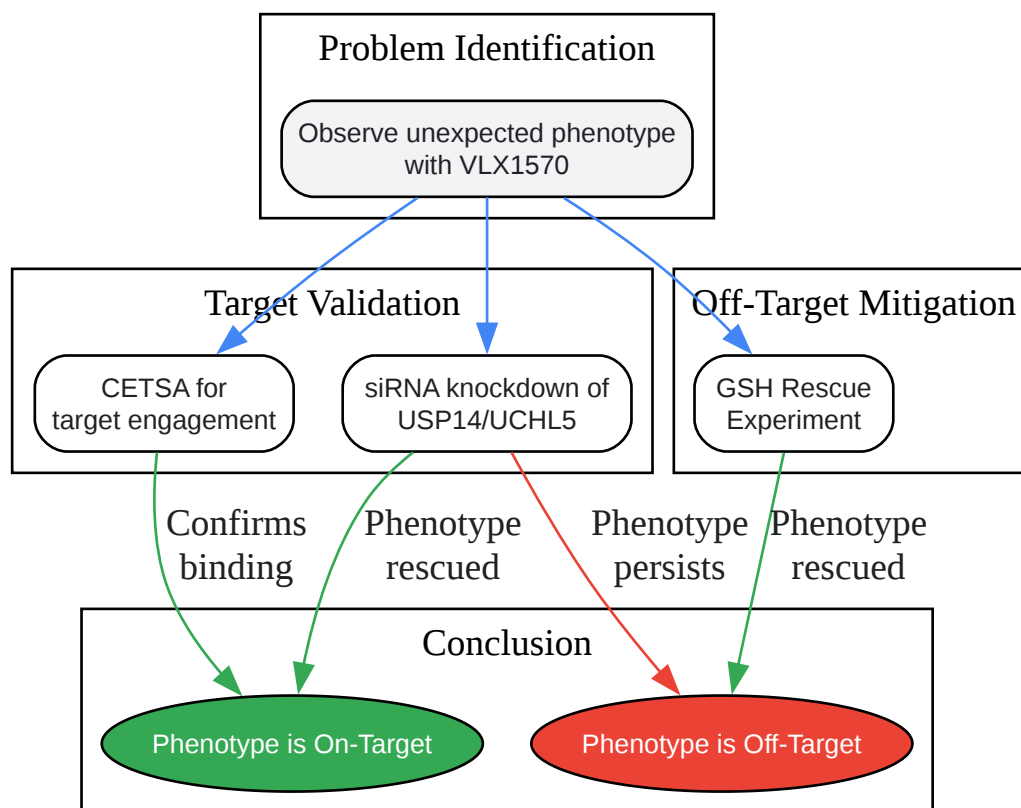 Problem Identification
Observe unexpected phenotype
with VLX1570
Target Validation
Off-Target Mitigation
CETSA for
target engagement
siRNA knockdown of
USP14/UCHL5
GSH Rescue
Experiment
Confirms
binding
Phenotype
rescued
Phenotype
persists
Phenotype
rescued
Conclusion
Phenotype is On-Target
Phenotype is Off-Target